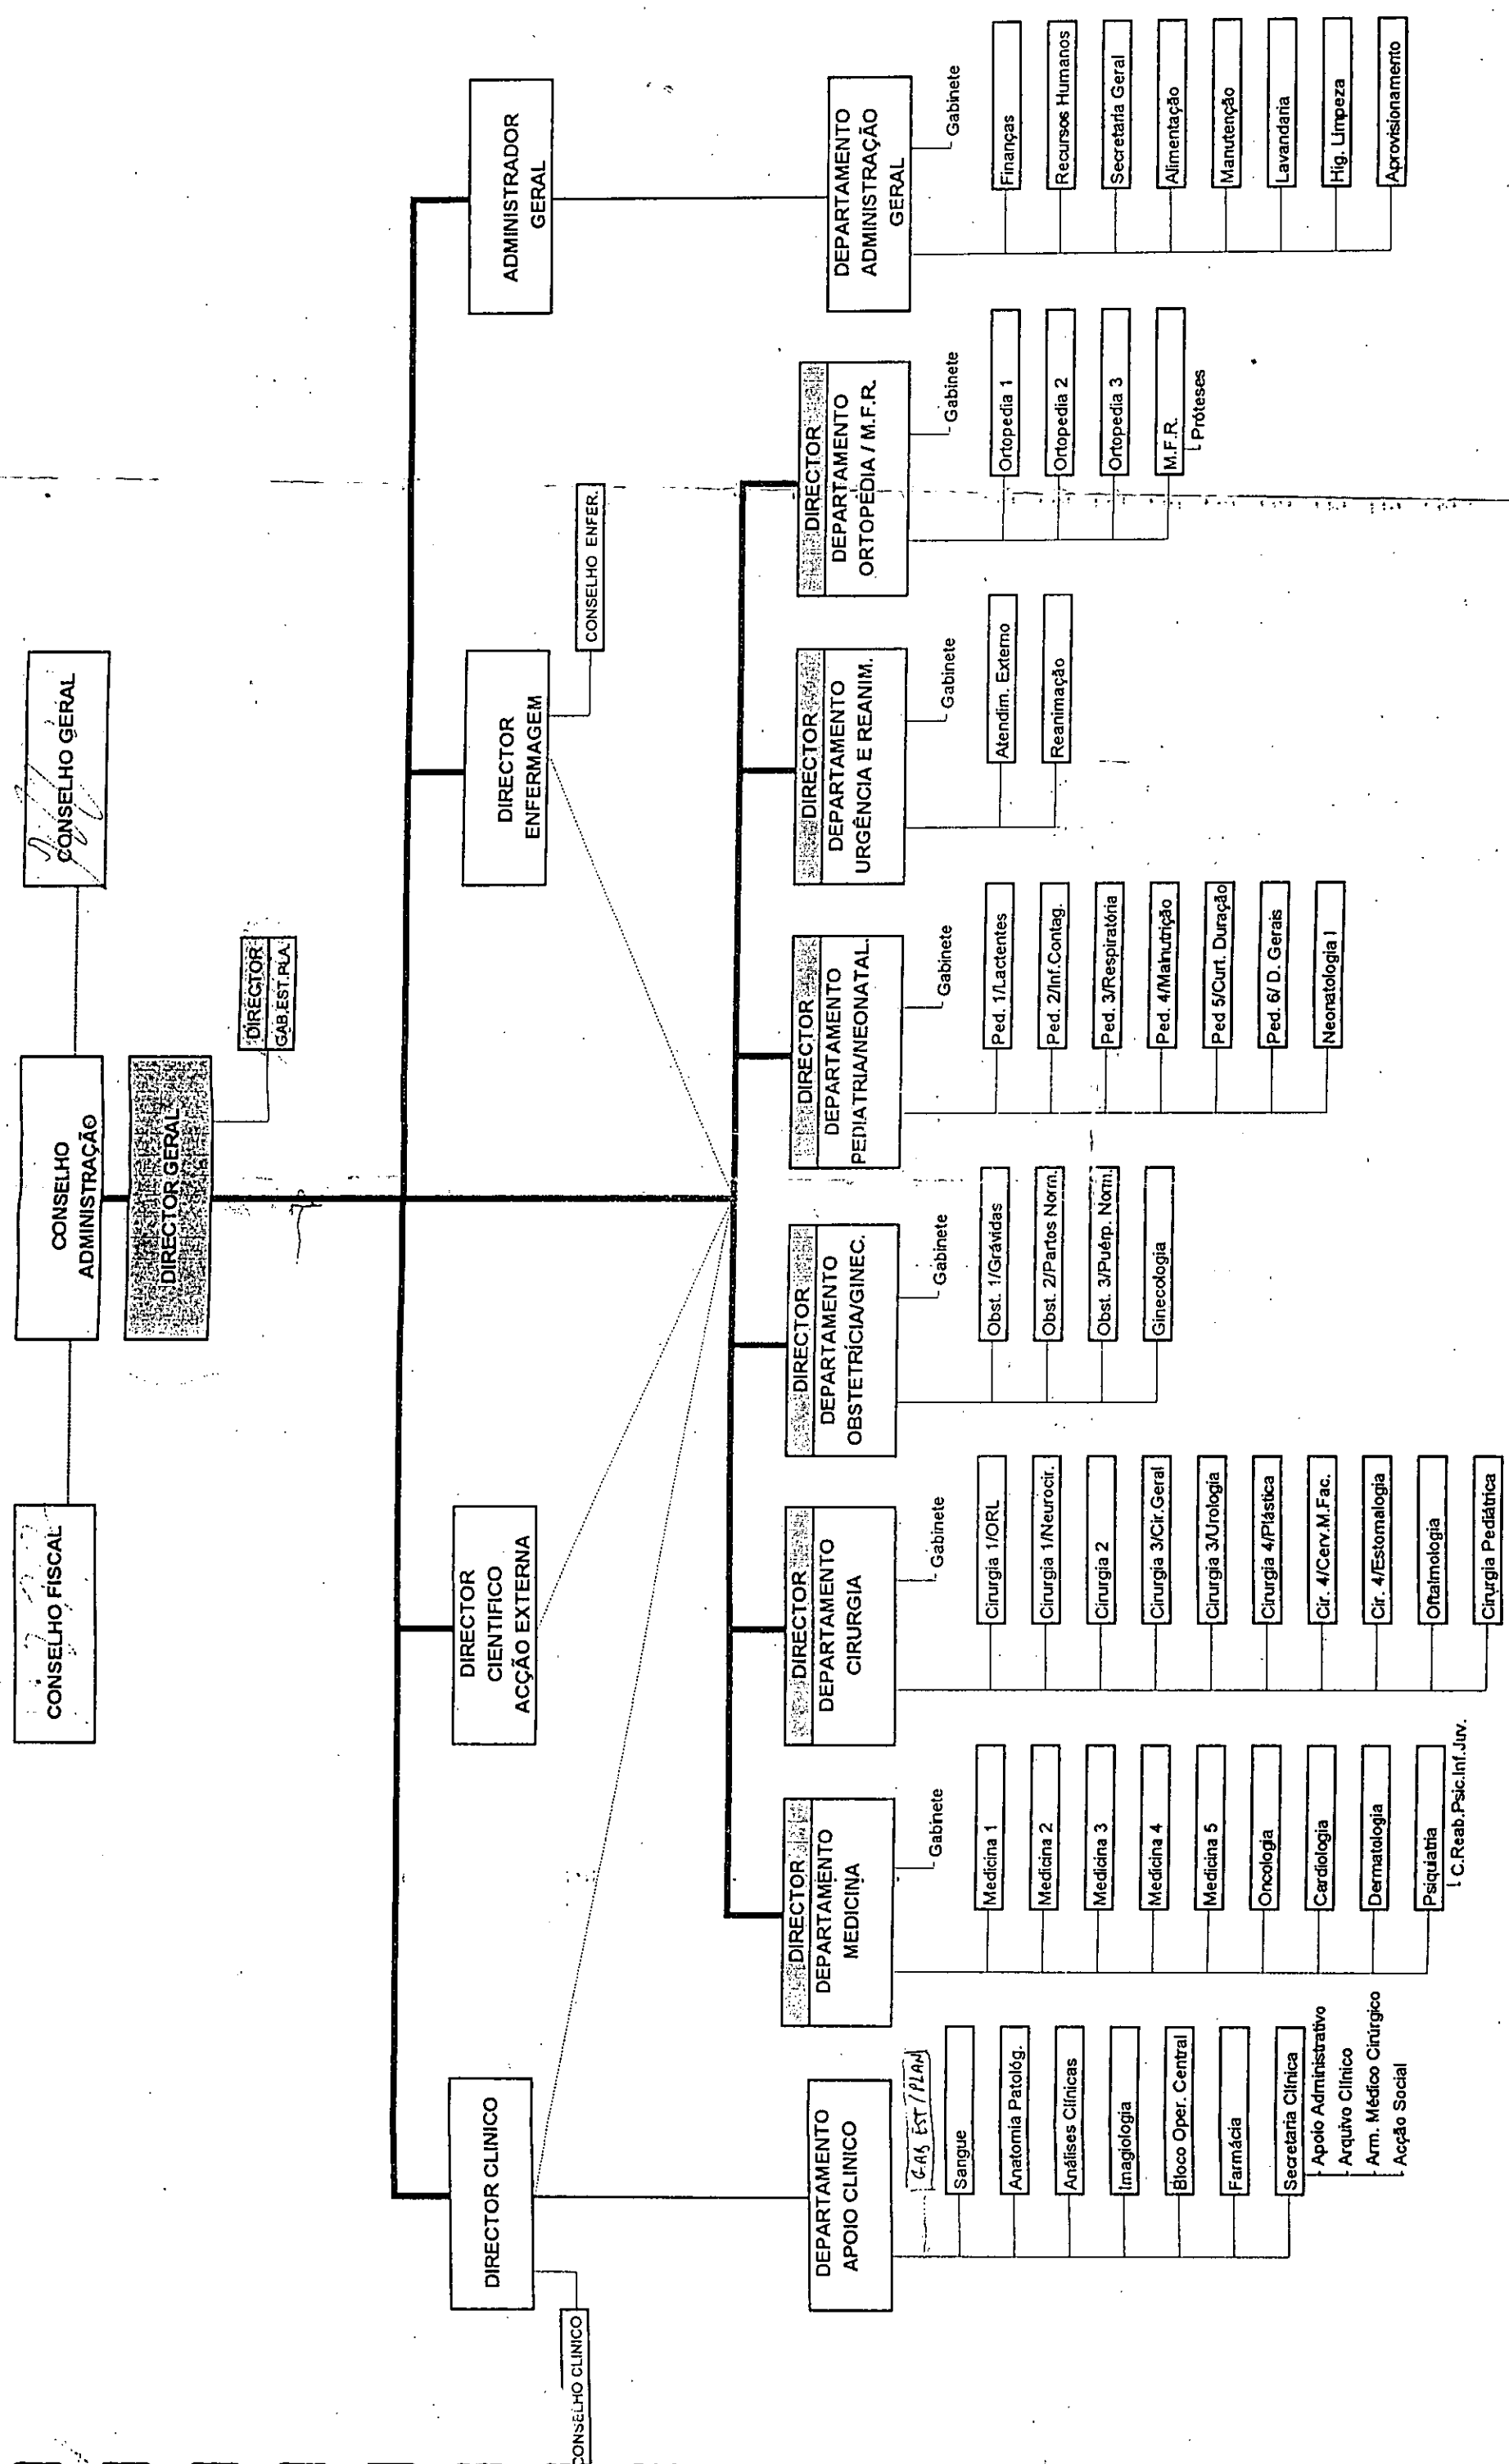 CONSELHO FISCAL
CONSELHO
ADMINISTRAÇÃO
CONSELHO GERAL
DIRECTOR GERAL
DIRECTOR
GAB.EST.PLA.
DIRECTOR CLINICO
CONSELHO CLINICO
DIRECTOR
CIENTIFICO
ACÇÃO EXTERNA
DIRECTOR
ENFERMAGEM
CONSELHO ENFER.
ADMINISTRADOR
GERAL
DEPARTAMENTO
APOIO CLINICO
GAB EST/PLAN
Sangue
Anatomia Patológ.
Análises Clínicas
Imagiologia
Bloco Oper. Central
Farmácia
Secretaria Clínica
Apoio Administrativo
Arquivo Clínico
Arm. Médico Cirúrgico
Acção Social
DIRECTOR
DEPARTAMENTO
MEDICINA
Gabinete
Medicina 1
Medicina 2
Medicina 3
Medicina 4
Medicina 5
Oncologia
Cardiologia
Dermatologia
Psiquiatria
C.Reab.Psic.Inf.Juv.
DIRECTOR
DEPARTAMENTO
CIRURGIA
Gabinete
Cirurgia 1/ORL
Cirurgia 1/Neurocir.
Cirurgia 2
Cirurgia 3/Cir.Geral
Cirurgia 3/Urologia
Cirurgia 4/Plástica
Cir. 4/Cerv.M.Fac.
Cir. 4/Estomalogia
Oftalmologia
Cirurgia Pediátrica
DIRECTOR
DEPARTAMENTO
OBSTETRÍCIA/GINEC.
Gabinete
Obst. 1/Grávidas
Obst. 2/Partos Norm.
Obst. 3/Puérp. Norm.
Ginecologia
DIRECTOR
DEPARTAMENTO
PEDIATRIA/NEONATAL.
Gabinete
Ped. 1/Lactentes
Ped. 2/Inf.Contag.
Ped. 3/Respiratória
Ped. 4/Malnutrição
Ped 5/Curt. Duração
Ped. 6/ D. Gerais
Neonatologia I
DIRECTOR
DEPARTAMENTO
URGÊNCIA E REANIM.
Gabinete
Atendim. Externo
Reanimação
DIRECTOR
DEPARTAMENTO
ORTOPEDIA / M.F.R.
Gabinete
Ortopedia 1
Ortopedia 2
Ortopedia 3
M.F.R.
Próteses
DEPARTAMENTO
ADMINISTRAÇÃO
GERAL
Gabinete
Finanças
Recursos Humanos
Secretaria Geral
Alimentação
Manutenção
Lavandaria
Hig. Limpeza
Aprovisionamento